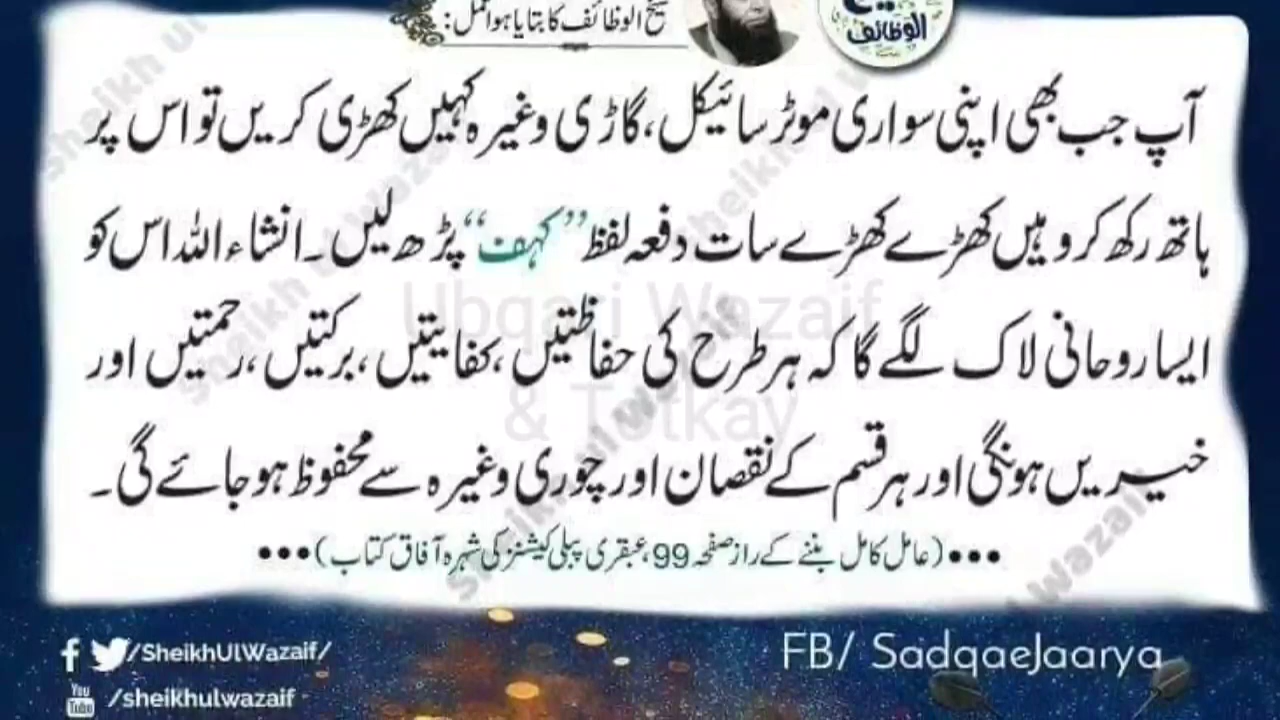 شیخ الوظائف کا بتایا ہوا عمل:
الوظائف
آپ جب بھی اپنی سواری موٹر سائیکل، گاڑی وغیرہ کہیں کھڑی کریں تو اس پر
ہاتھ رکھ کر وہیں کھڑے کھڑے سات دفعہ لفظ ”کہف“ پڑھ لیں۔ انشاء اللہ اس کو
ایسا روحانی لاک لگے گا کہ ہر طرح کی حفاظتیں، کفایتیں، برکتیں، رحمتیں اور
خیریں ہونگی اور ہر قسم کے نقصان اور چوری وغیرہ سے محفوظ ہو جائے گی۔
•••(عامل کامل بننے کے راز صفحہ 99، عبقری پبلی کیشنز کی شہرہ آفاق کتاب)•••
Ubqari Wazaif
& Totkay
/SheikhUlWazaif/
You Tube /sheikhulwazaif
FB/ SadqaeJaarya